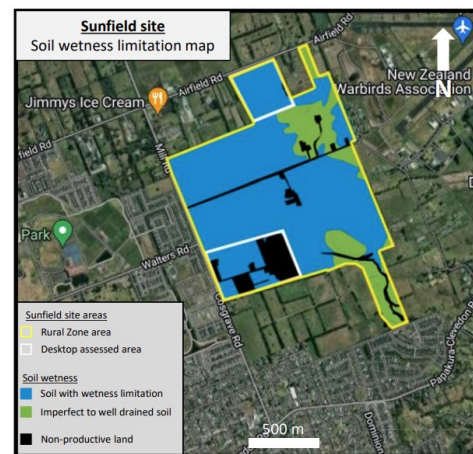 Sunfield site
Soil wetness limitation map
Airfield Rd
N
New Zealand
Warbirds Association
Jimmys Ice Cream
Airfield Rd
field Rd
Mill Rd
Park
Walters Rd
Cosgrave Rd
Sunfield site areas
Rural Zone area
Desktop assessed area
Soil wetness
Soil with wetness limitation
Imperfect to well drained soil
Non-productive land
500 m
Papakura-Clevedon
Dominion